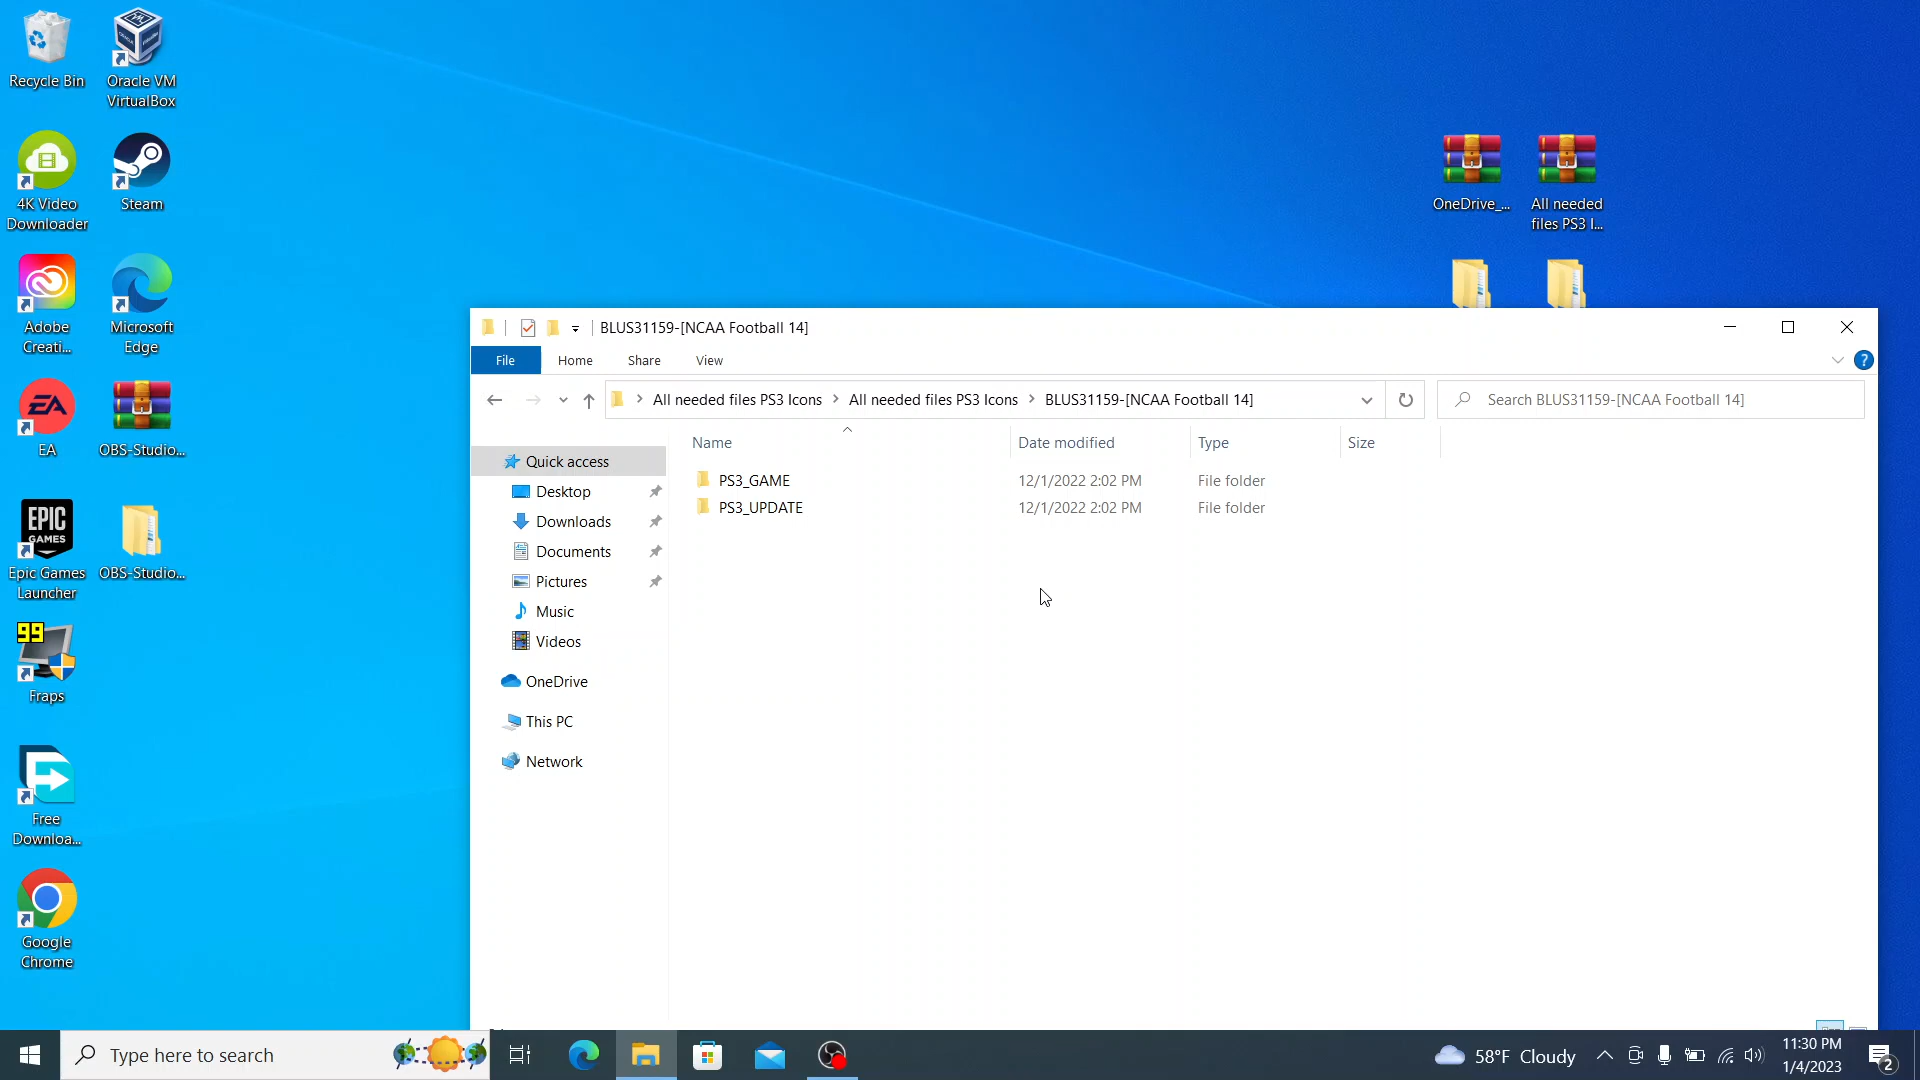 Recycle Bin
Oracle VM
VirtualBox
4K Video
Downloader
Steam
Adobe
Creati...
Microsoft
Edge
EA
EA
OBS-Studio...
EPIC
GAMES
Epic Games
Launcher
OBS-Studio...
99
Fraps
Free
Downloa...
Google
Chrome
OneDrive_...
All needed
files PS3 I...
BLUS31159-[NCAA Football 14]
File
Home
Share
View
?
All needed files PS3 Icons
All needed files PS3 Icons
BLUS31159-[NCAA Football 14]
Search BLUS31159-[NCAA Football 14]
Name
Date modified
Type
Size
PS3_GAME
12/1/2022 2:02 PM
File folder
PS3_UPDATE
12/1/2022 2:02 PM
File folder
Quick access
Desktop
Downloads
Documents
Pictures
Music
Videos
OneDrive
This PC
Network
Type here to search
58°F Cloudy
11:30 PM
1/4/2023
2